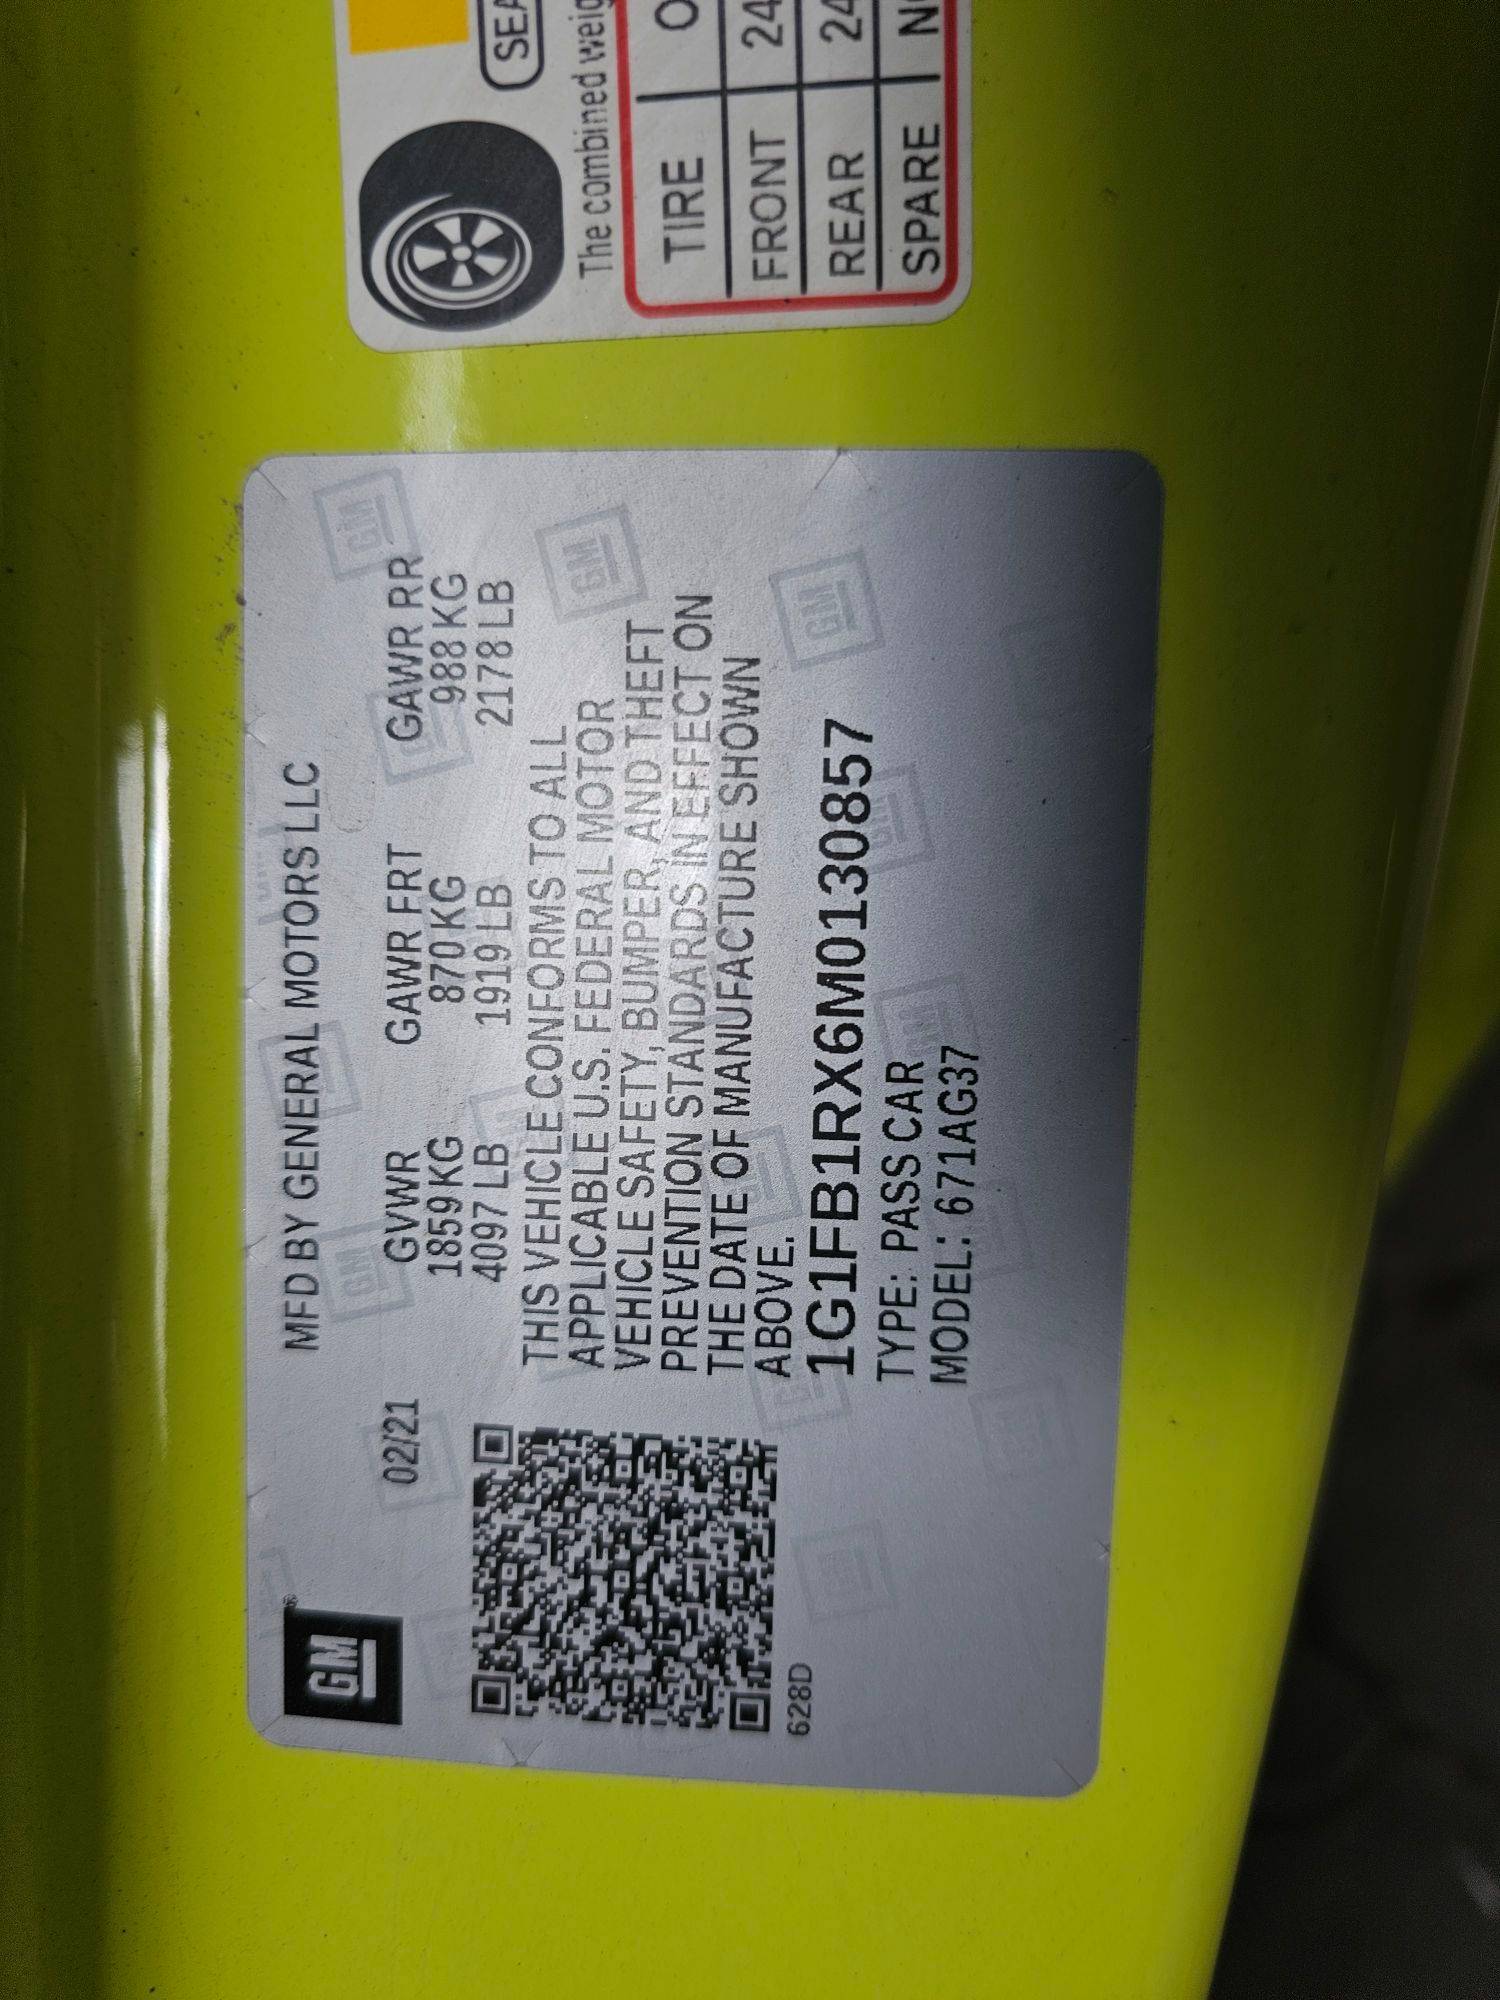 GM
MFD BY GENERAL MOTORS LLC
02/21 GVWR GAWR FRT GAWR RR
1859 KG 870 KG 988 KG
4097 LB 1919 LB 2178 LB
THIS VEHICLE CONFORMS TO ALL
APPLICABLE U.S. FEDERAL MOTOR
VEHICLE SAFETY, BUMPER, AND THEFT
PREVENTION STANDARDS IN EFFECT ON
THE DATE OF MANUFACTURE SHOWN
ABOVE.
1G1FB1RX6M0130857
628D
TYPE: PASS CAR
MODEL: 671AG37
SEA
The combined weig
TIRE O
FRONT 24
REAR 24
SPARE N